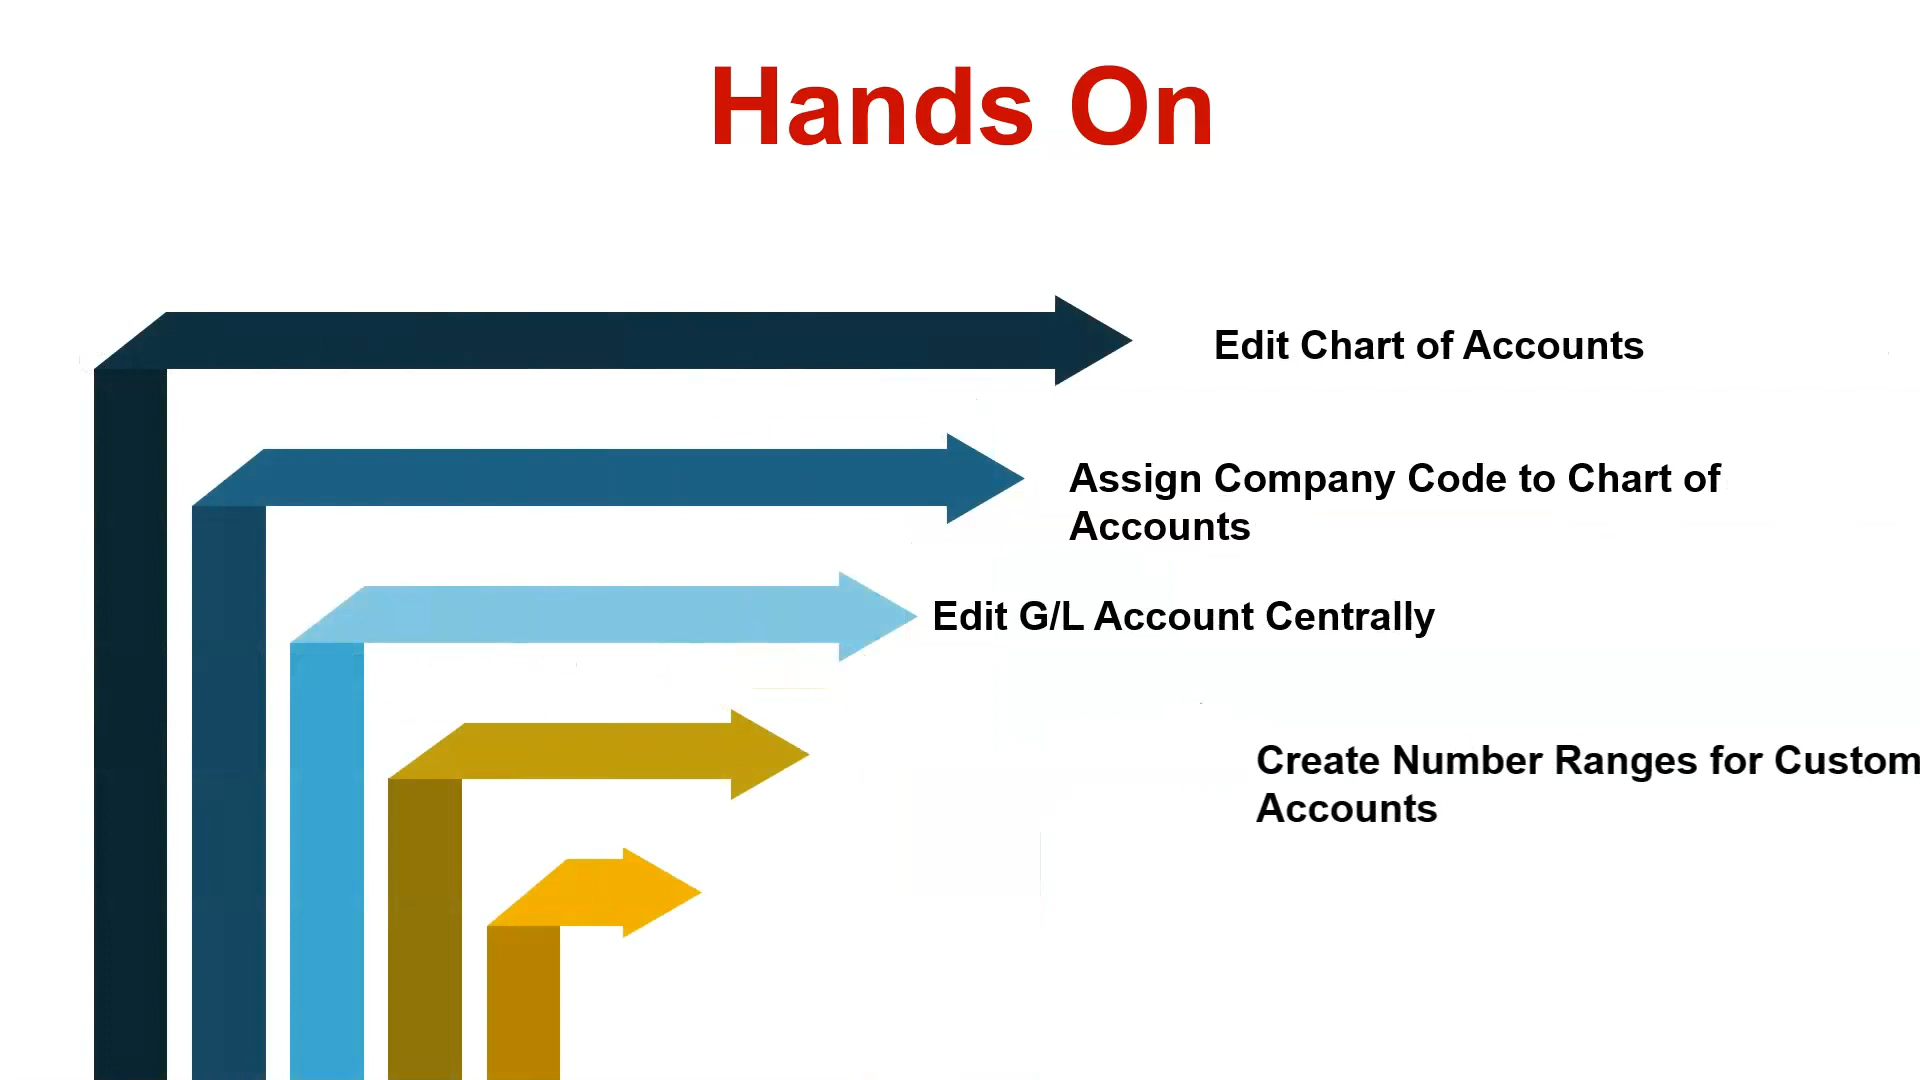 Hands On
Edit Chart of Accounts
Assign Company Code to Chart of
Accounts
Edit G/L Account Centrally
Create Number Ranges for Custom
Accounts